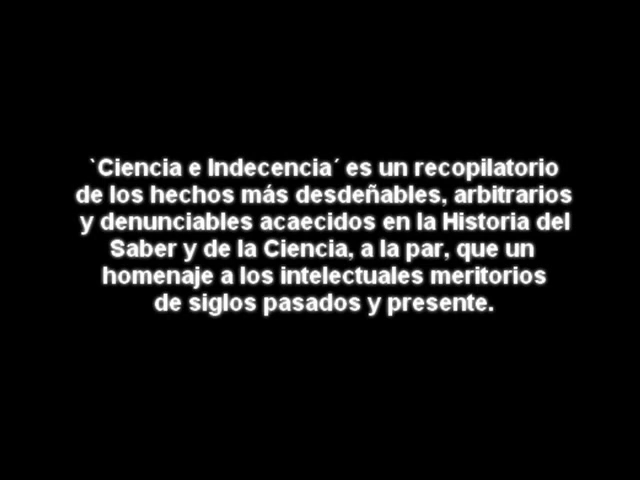 `Ciencia e Indecencia´ es un recopilatorio
de los hechos más desdeñables, arbitrarios
y denunciables acaecidos en la Historia del
Saber y de la Ciencia, a la par, que un
homenaje a los intelectuales meritorios
de siglos pasados y presente.